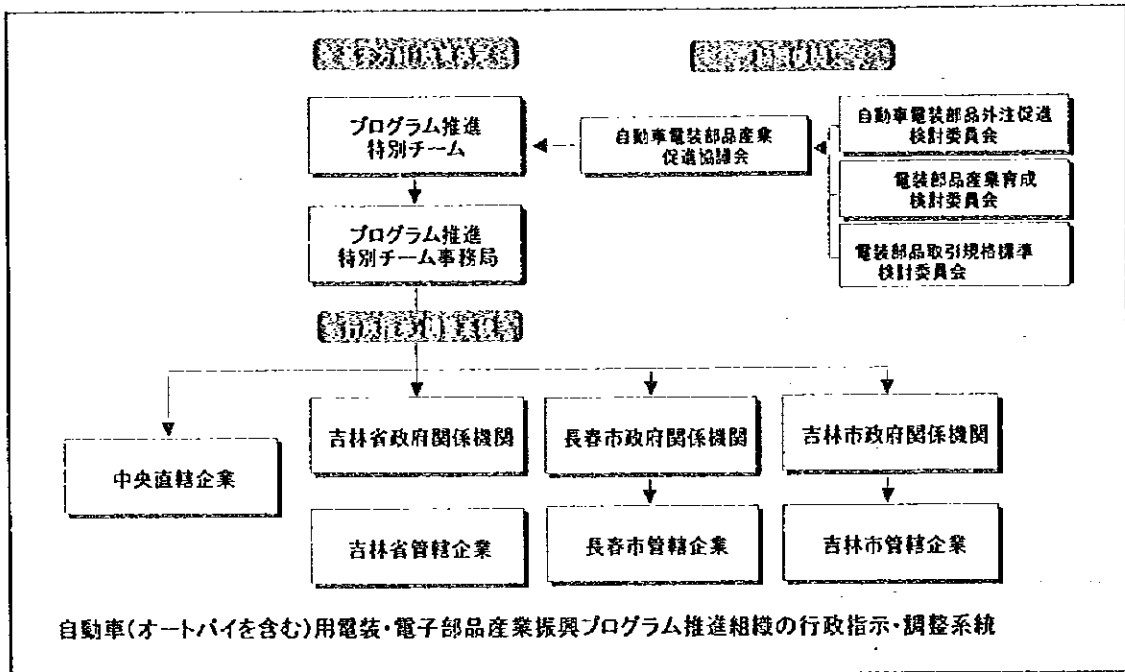 プログラム推進
特別チーム
自動車電装部品産業
促進協議会
自動車電装部品外注促進
検討委員会
電装部品産業育成
検討委員会
電装部品取引規格標準
検討委員会
プログラム推進
特別チーム事務局
中央直轄企業
吉林省政府関係機関
長春市政府関係機関
吉林市政府関係機関
吉林省管轄企業
長春市管轄企業
吉林市管轄企業
自動車(オートバイを含む)用電装・電子部品産業振興プログラム推進組織の行政指示・調整系統